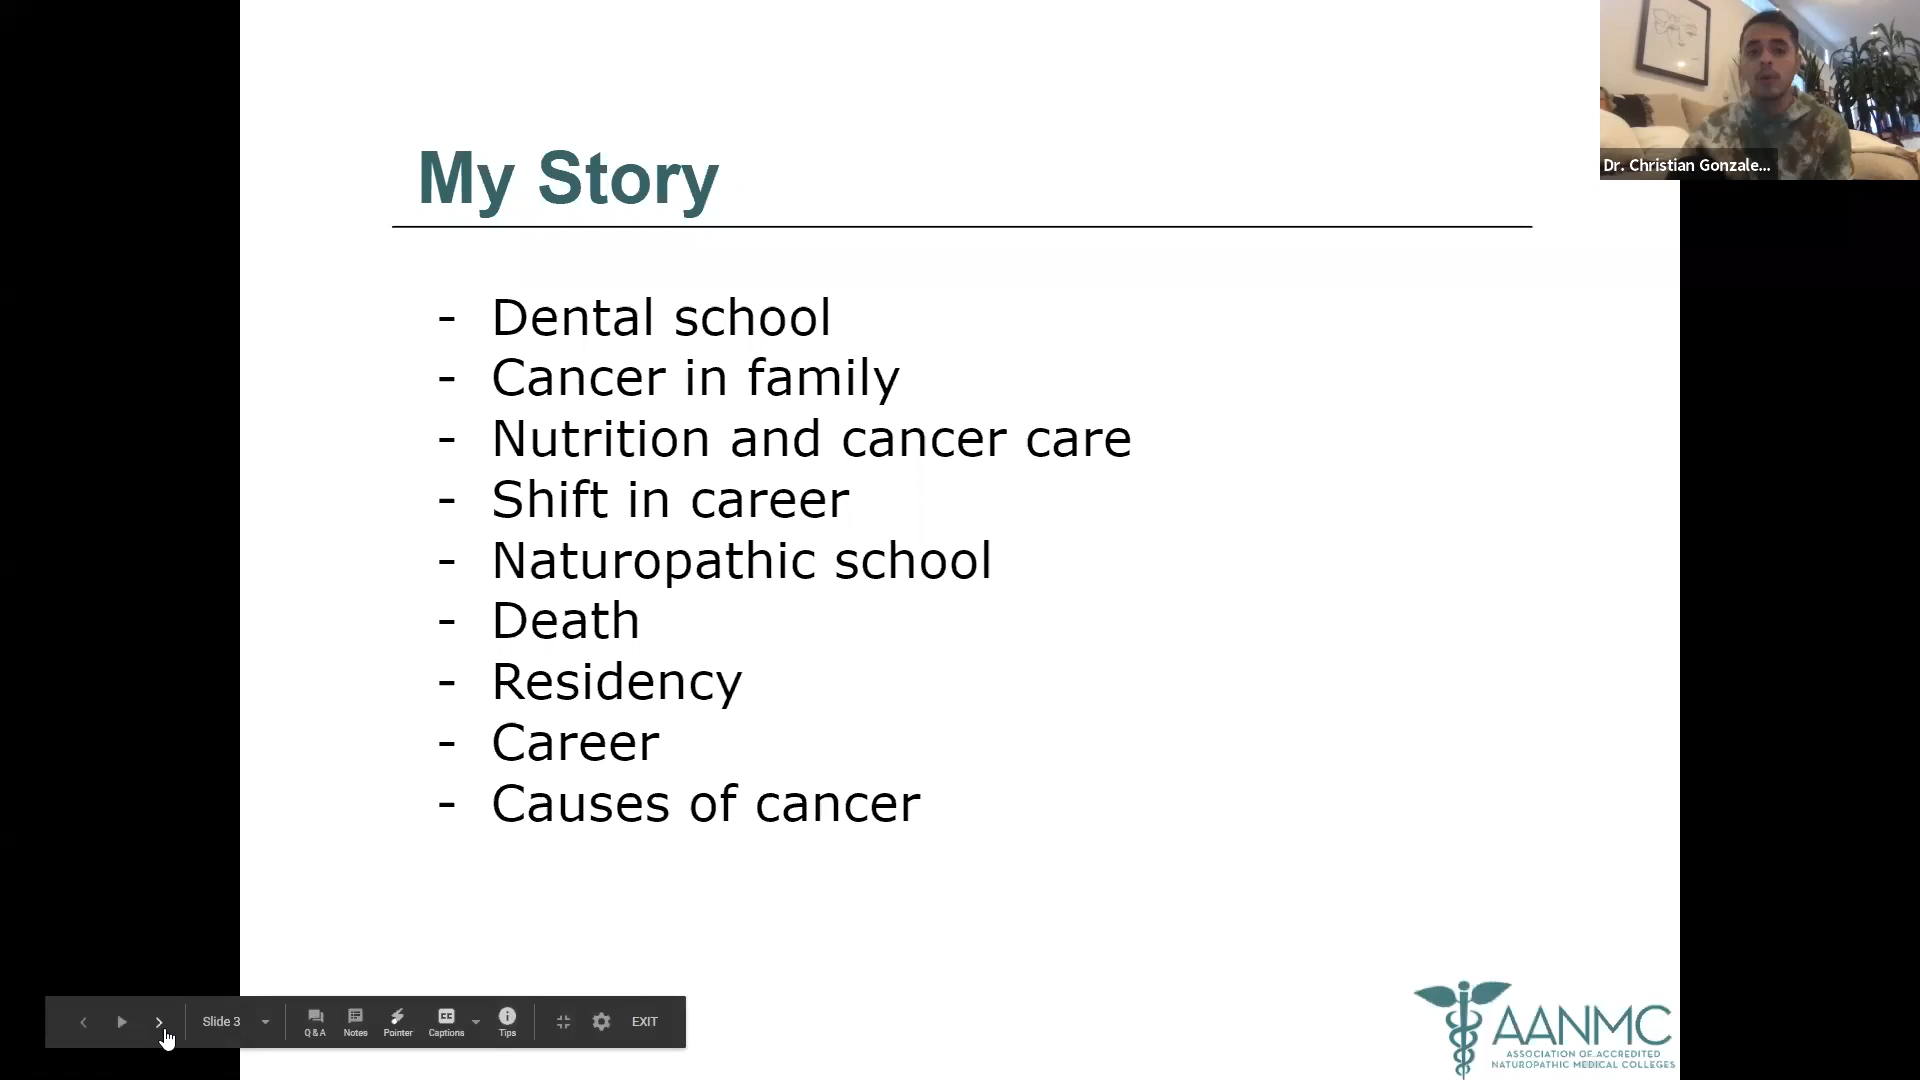 Dr. Christian Gonzale...
My Story
- Dental school
- Cancer in family
- Nutrition and cancer care
- Shift in career
- Naturopathic school
- Death
- Residency
- Career
- Causes of cancer
Slide 3
Q & A
Notes
Pointer
CC
Captions
Tips
EXIT
AANMC
ASSOCIATION OF ACCREDITED
NATUROPATHIC MEDICAL COLLEGES